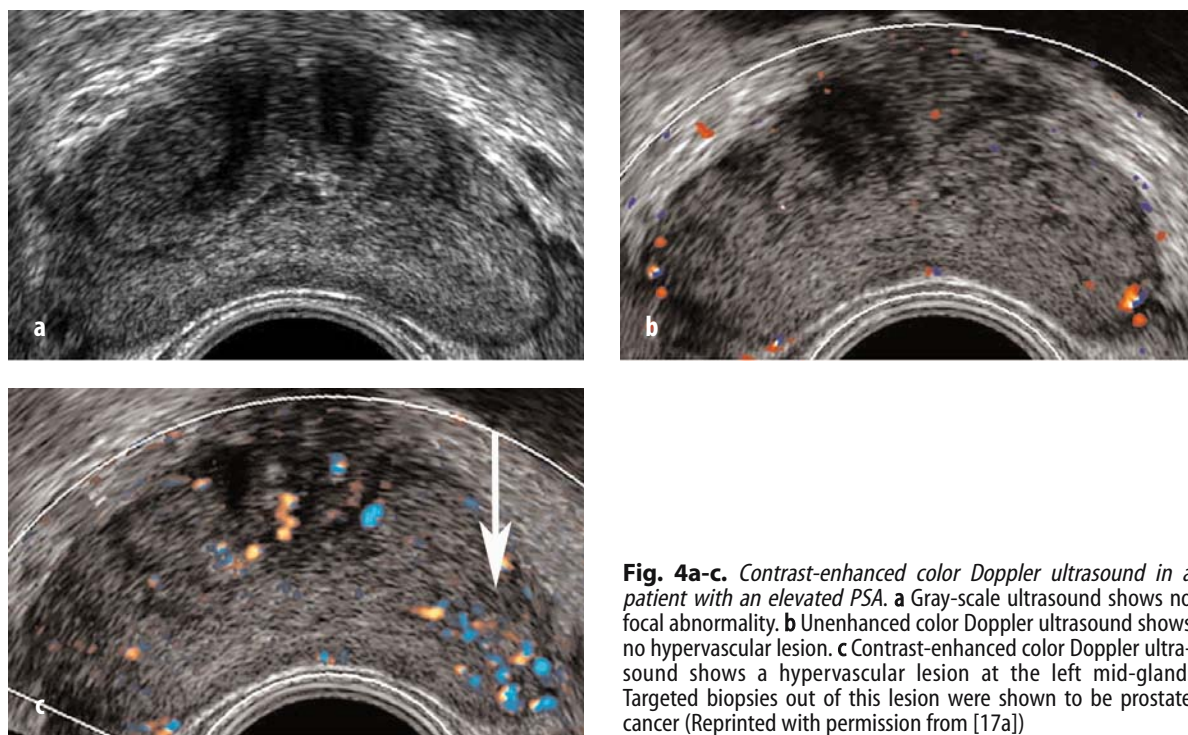 a
b
c
Fig. 4a-c. Contrast-enhanced color Doppler ultrasound in a
patient with an elevated PSA. a Gray-scale ultrasound shows no
focal abnormality. b Unenhanced color Doppler ultrasound shows
no hypervascular lesion. c Contrast-enhanced color Doppler ultra-
sound shows a hypervascular lesion at the left mid-gland.
Targeted biopsies out of this lesion were shown to be prostate
cancer (Reprinted with permission from [17a])